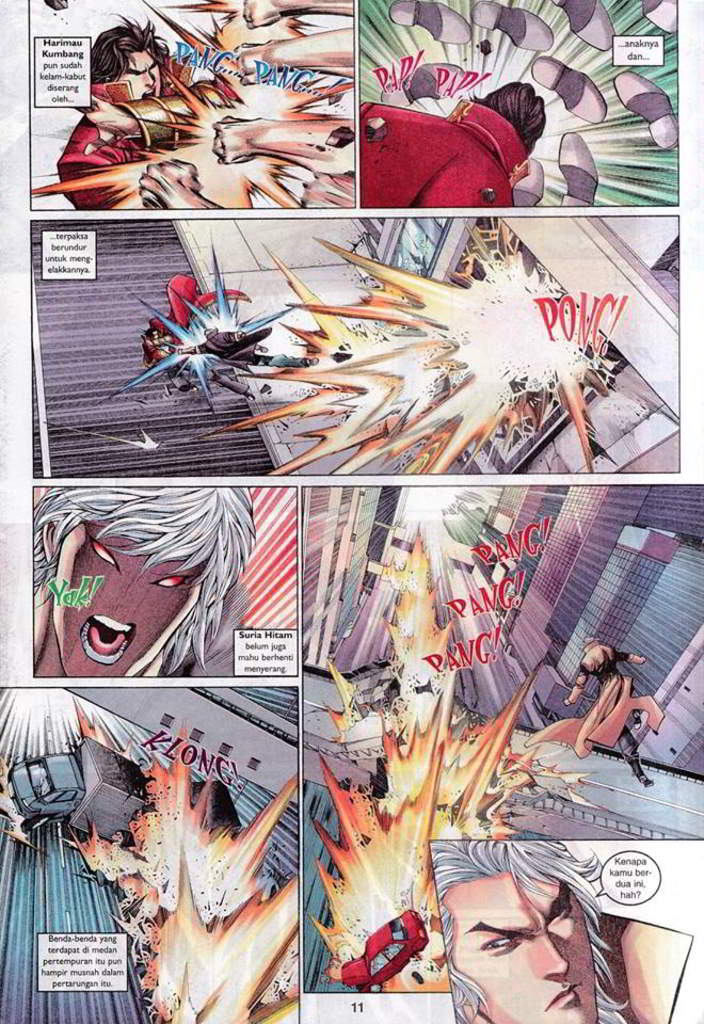 Harimau
Kumbang
pun sudah
kelam-kabut
diserang
oleh...
PANG... PANG...!
PAP! PAP!
...anaknya
dan...
...terpaksa
berundur
untuk meng-
elakkannya.
PONG!
Yak!
Suria Hitam
belum juga
mahu berhenti
menyerang.
PANG!
PANG!
PANG!
KLONG!
Benda-benda yang
terdapat di medan
pertempuran itu pun
hampir musnah dalam
pertarungan itu.
Kenapa
kamu ber-
dua ini,
hah?
11